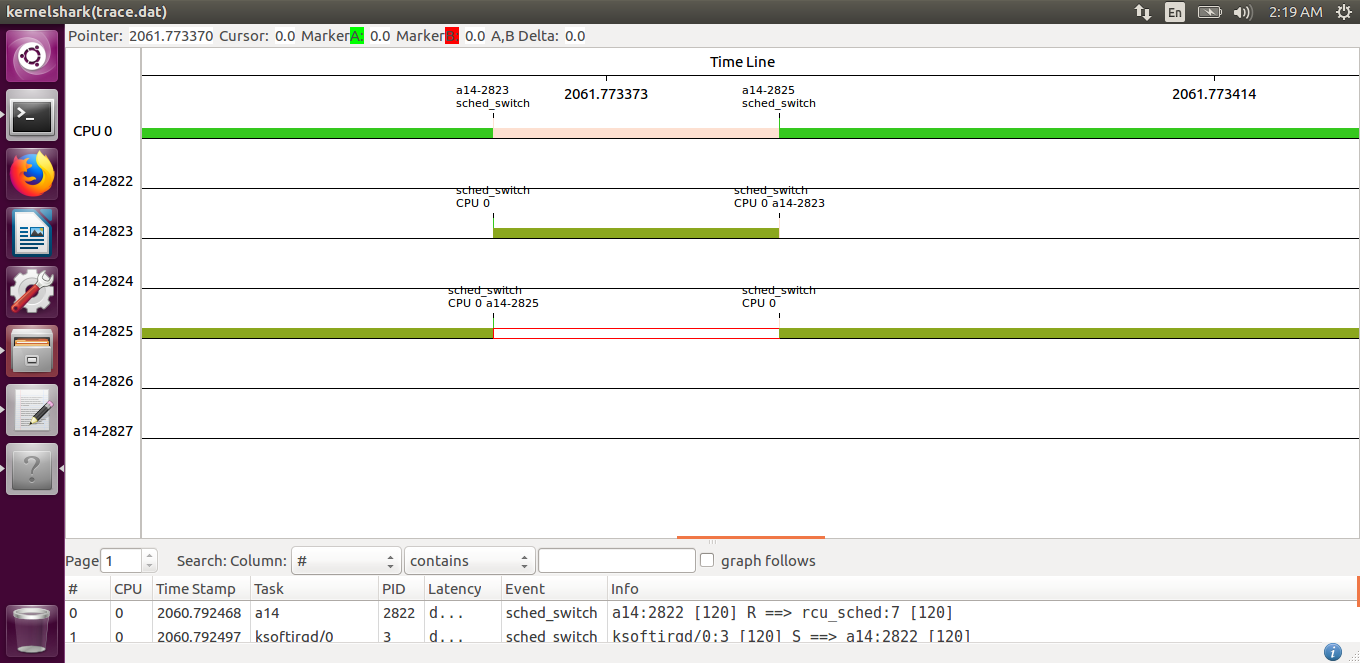 kernelshark(trace.dat)
En
2:19 AM
Pointer: 2061.773370 Cursor: 0.0 Marker A: 0.0 Marker B: 0.0 A,B Delta: 0.0
Time Line
a14-2823
sched_switch
2061.773373
a14-2825
sched_switch
2061.773414
CPU 0
a14-2822
sched_switch
CPU 0
sched_switch
CPU 0 a14-2823
a14-2823
a14-2824
sched_switch
CPU 0 a14-2825
sched_switch
CPU 0
a14-2825
a14-2826
a14-2827
Page 1 Search: Column: # contains graph follows
# CPU Time Stamp Task PID Latency Event Info
0 0 2060.792468 a14 2822 d... sched_switch a14:2822 [120] R ==> rcu_sched:7 [120]
1 0 2060.792497 ksoftirqd/0 3 d... sched_switch ksoftirqd/0:3 [120] S ==> a14:2822 [120]